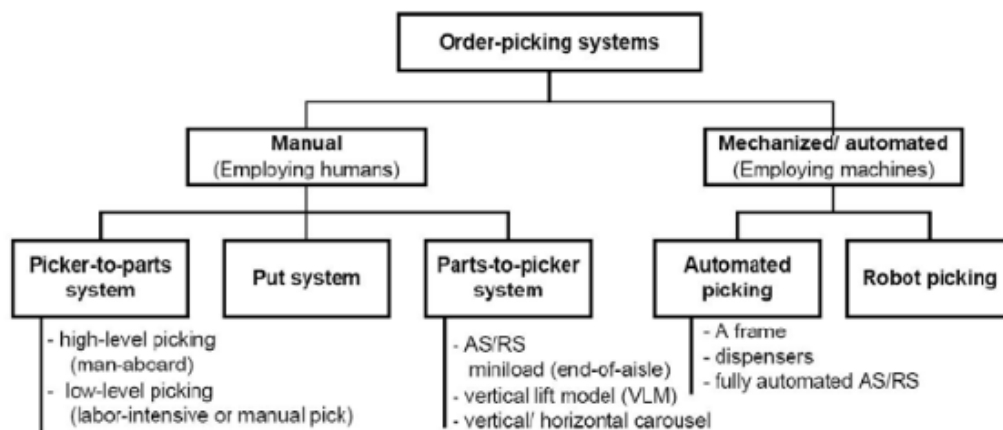 Order-picking systems
Manual
(Employing humans)
Mechanized/ automated
(Employing machines)
Picker-to-parts
system
Put system
Parts-to-picker
system
Automated
picking
Robot picking
- high-level picking
(man-aboard)
- low-level picking
(labor-intensive or manual pick)
- AS/RS
miniload (end-of-aisle)
- vertical lift model (VLM)
- vertical/ horizontal carousel
- A frame
- dispensers
- fully automated AS/RS